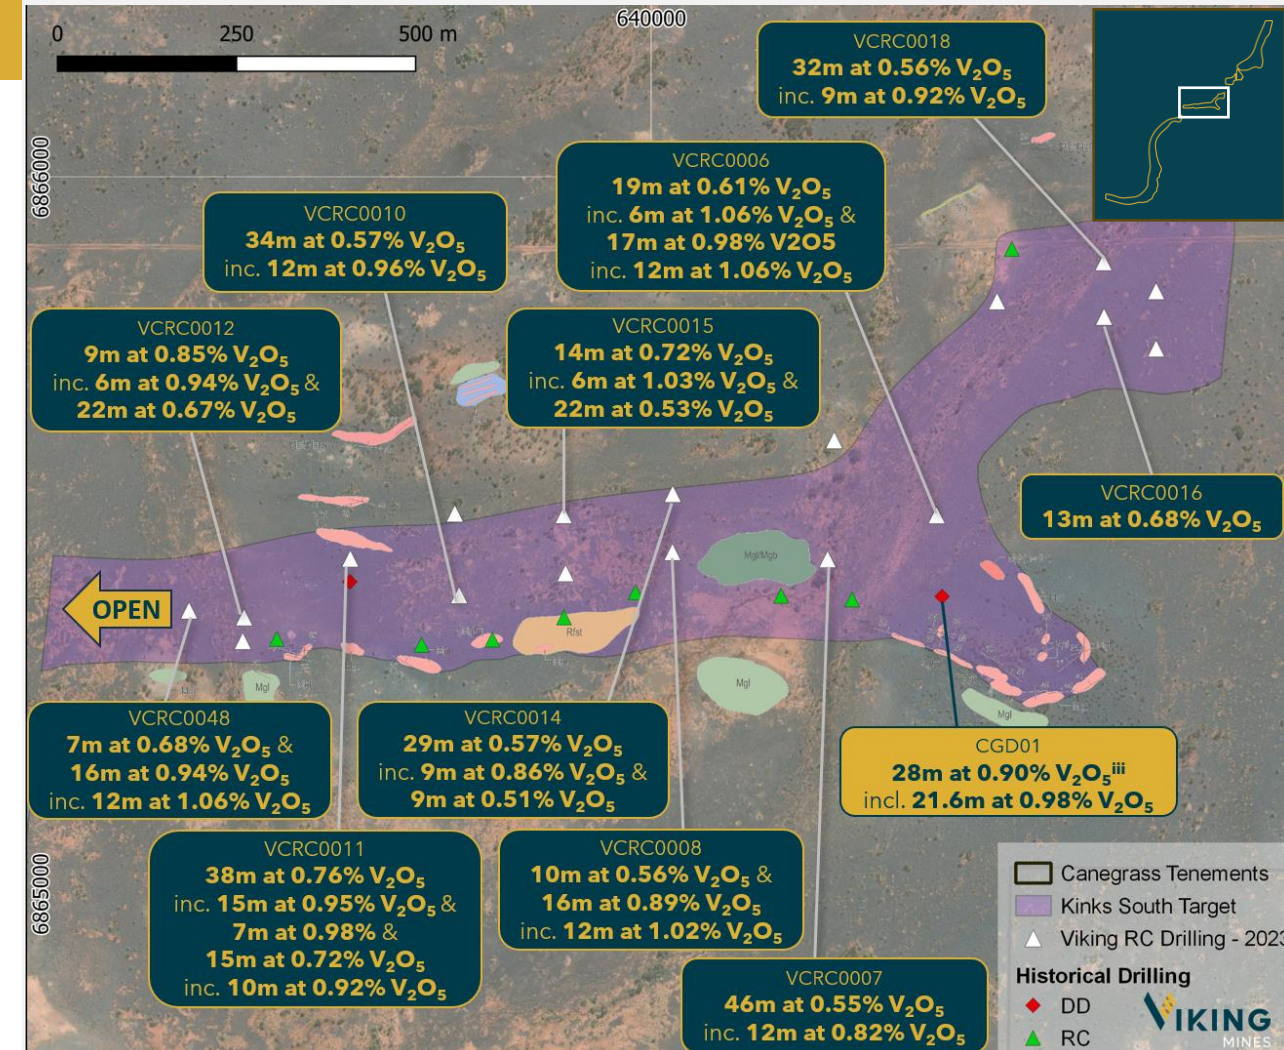 0 250 500 m
640000
6866000
6865000
VCRC0018
32m at 0.56% V₂O₅
inc. 9m at 0.92% V₂O₅
VCRC0006
19m at 0.61% V₂O₅
inc. 6m at 1.06% V₂O₅ &
17m at 0.98% V2O5
inc. 12m at 1.06% V₂O₅
VCRC0010
34m at 0.57% V₂O₅
inc. 12m at 0.96% V₂O₅
VCRC0012
9m at 0.85% V₂O₅
inc. 6m at 0.94% V₂O₅ &
22m at 0.67% V₂O₅
VCRC0015
14m at 0.72% V₂O₅
inc. 6m at 1.03% V₂O₅ &
22m at 0.53% V₂O₅
VCRC0016
13m at 0.68% V₂O₅
Mgl/Mgb
OPEN
Rfst
Mgl
Mgl
Mgl
VCRC0048
7m at 0.68% V₂O₅ &
16m at 0.94% V₂O₅
inc. 12m at 1.06% V₂O₅
VCRC0014
29m at 0.57% V₂O₅
inc. 9m at 0.86% V₂O₅ &
9m at 0.51% V₂O₅
CGD01
28m at 0.90% V₂O₅ⁱⁱⁱ
incl. 21.6m at 0.98% V₂O₅
VCRC0011
38m at 0.76% V₂O₅
inc. 15m at 0.95% V₂O₅ &
7m at 0.98% &
15m at 0.72% V₂O₅
inc. 10m at 0.92% V₂O₅
VCRC0008
10m at 0.56% V₂O₅ &
16m at 0.89% V₂O₅
inc. 12m at 1.02% V₂O₅
VCRC0007
46m at 0.55% V₂O₅
inc. 12m at 0.82% V₂O₅
Canegrass Tenements
Kinks South Target
Viking RC Drilling - 2023
Historical Drilling
DD
RC
VIKING
MINES